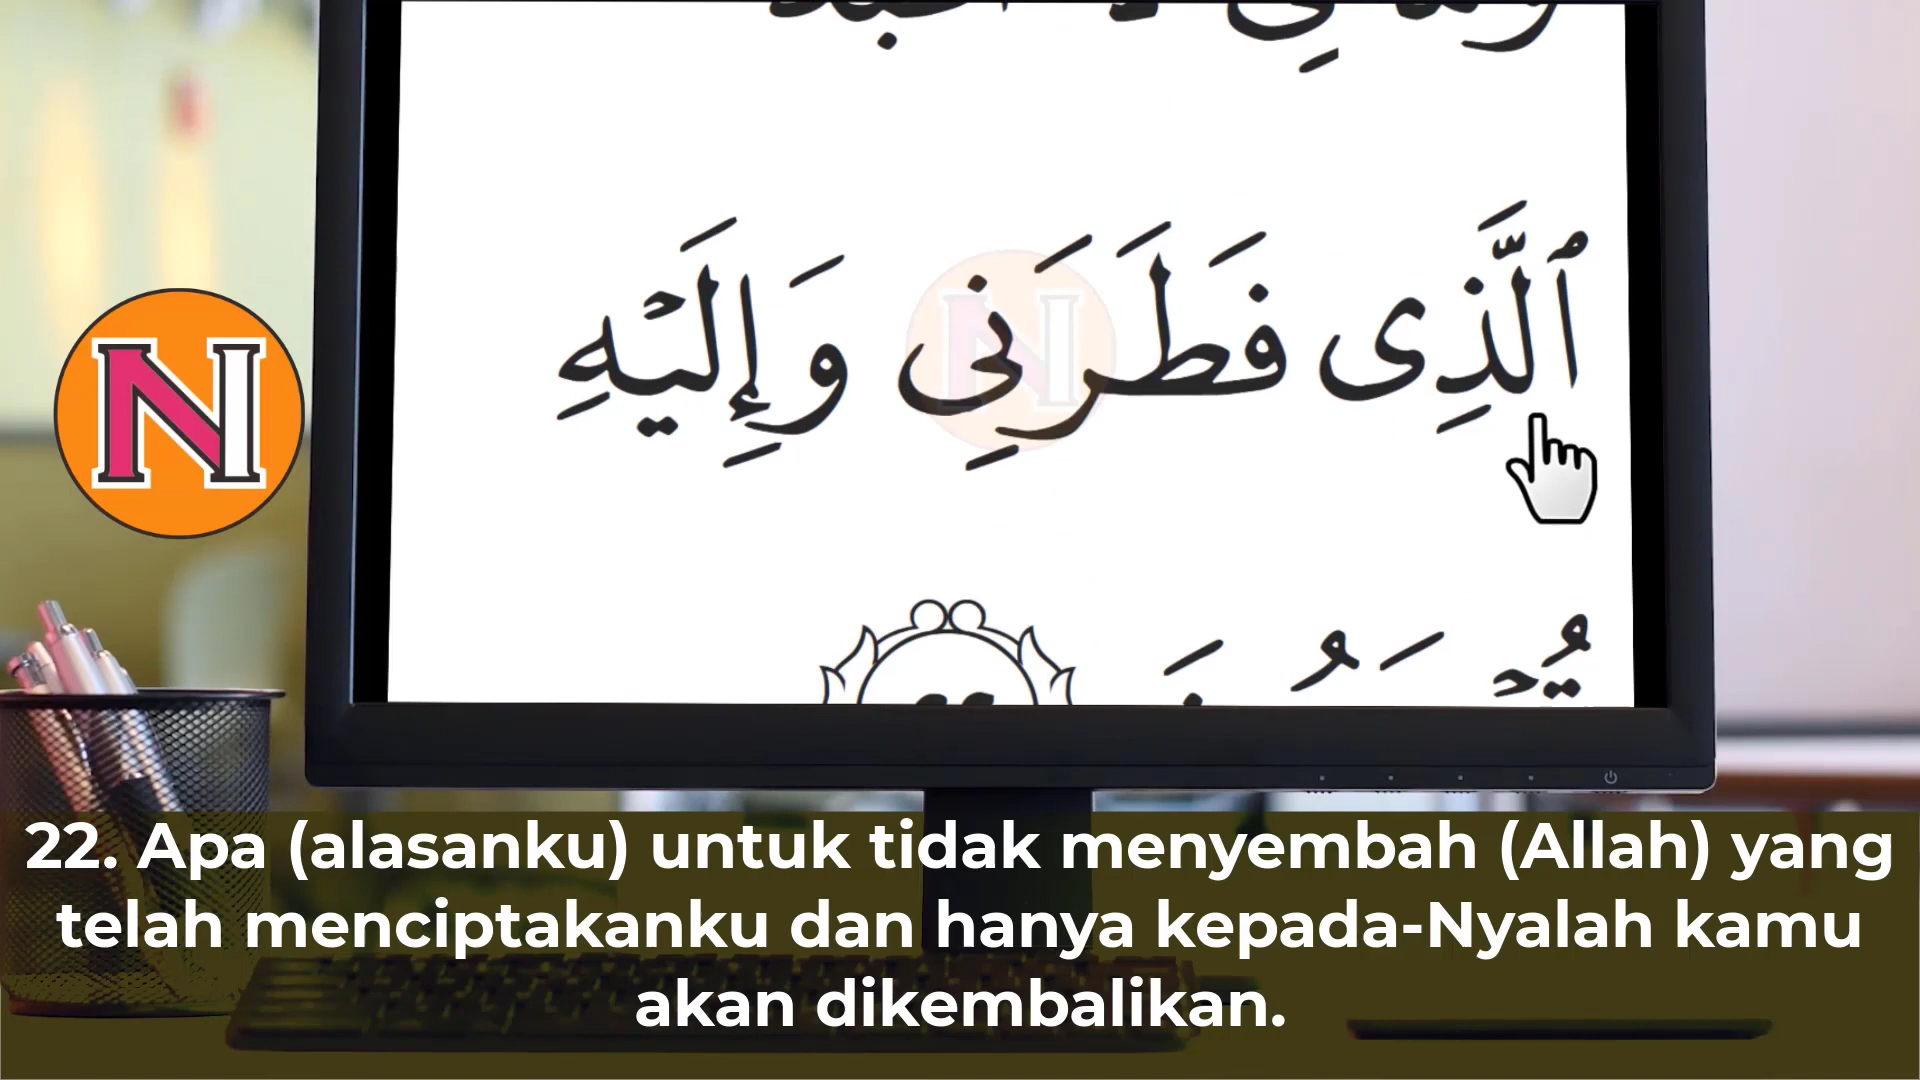 ٱلَّذِى فَطَرَنِى وَإِلَيْهِ
N
22. Apa (alasanku) untuk tidak menyembah (Allah) yang
telah menciptakanku dan hanya kepada-Nyalah kamu
akan dikembalikan.